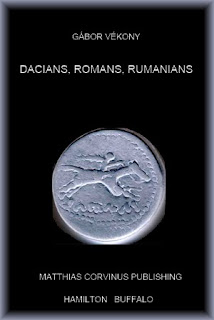 GÁBOR VÉKONY
DACIANS, ROMANS, RUMANIANS
MATTHIAS CORVINUS PUBLISHING
HAMILTON BUFFALO